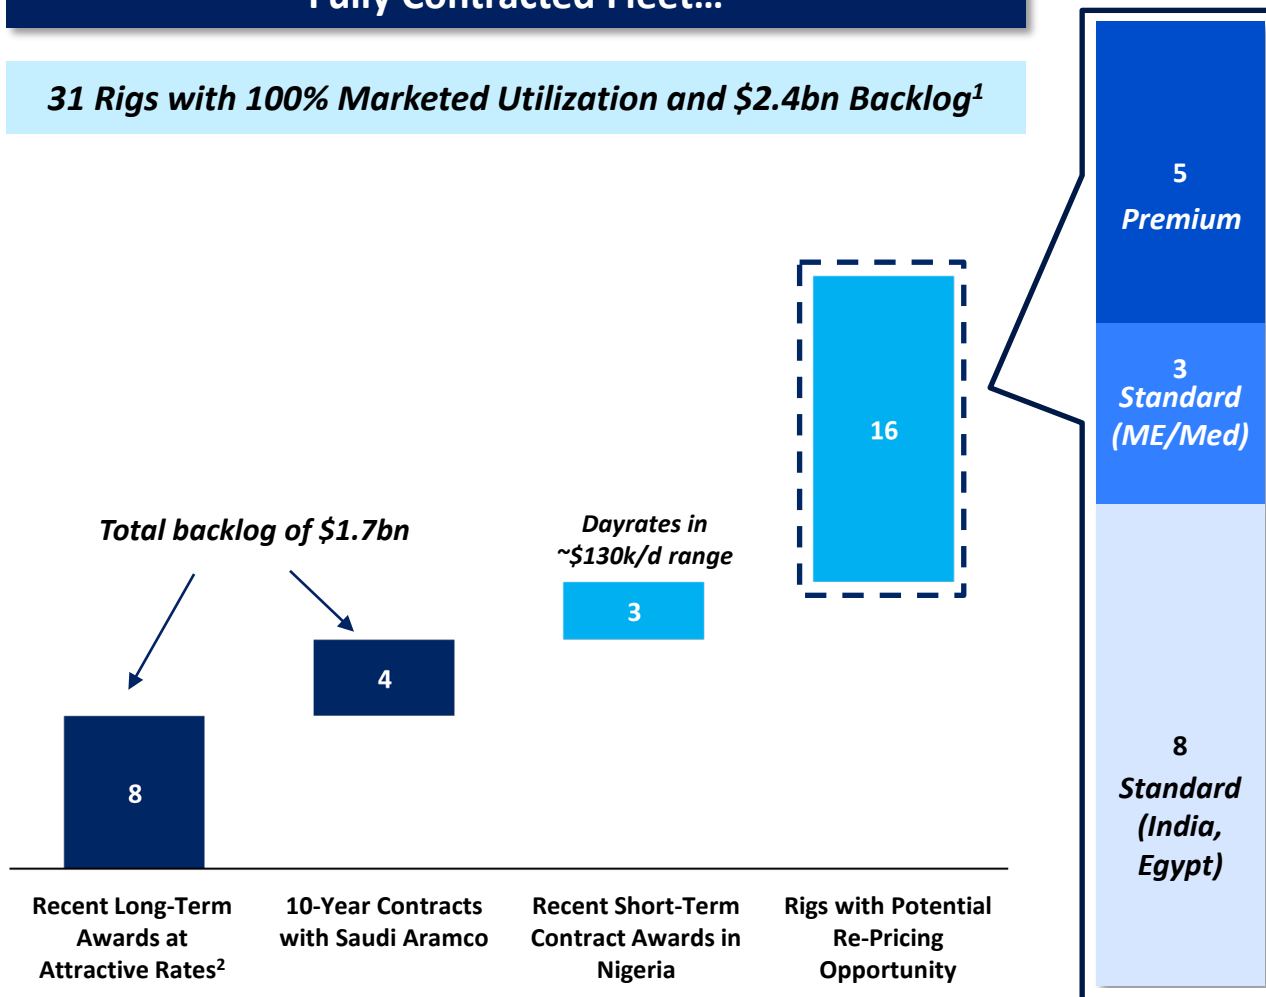 Fully Contracted Fleet…
31 Rigs with 100% Marketed Utilization and $2.4bn Backlog1
Total backlog of $1.7bn
Dayrates in
~$130k/d range
8
4
3
16
Recent Long-Term
Awards at
Attractive Rates2
10-Year Contracts
with Saudi Aramco
Recent Short-Term
Contract Awards in
Nigeria
Rigs with Potential
Re-Pricing
Opportunity
5
Premium
3
Standard
(ME/Med)
8
Standard
(India,
Egypt)